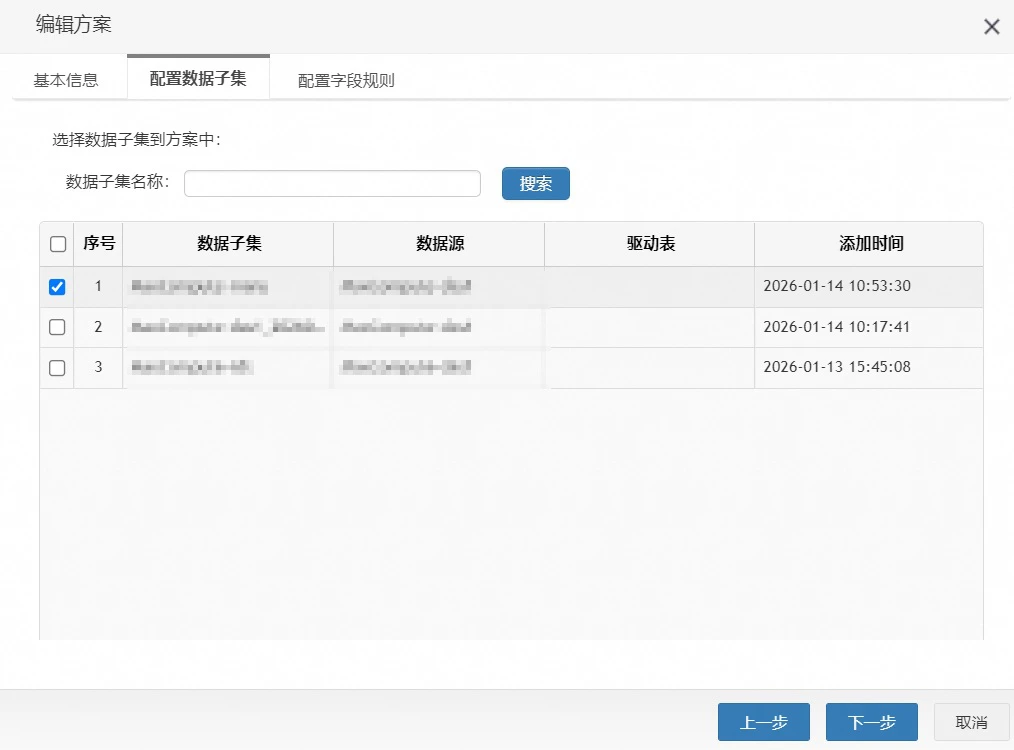 编辑方案
基本信息 配置数据子集 配置字段规则
选择数据子集到方案中：
数据子集名称： 搜索
序号 数据子集 数据源 驱动表 添加时间
1 2026-01-14 10:53:30
2 2026-01-14 10:17:41
3 2026-01-13 15:45:08
上一步 下一步 取消